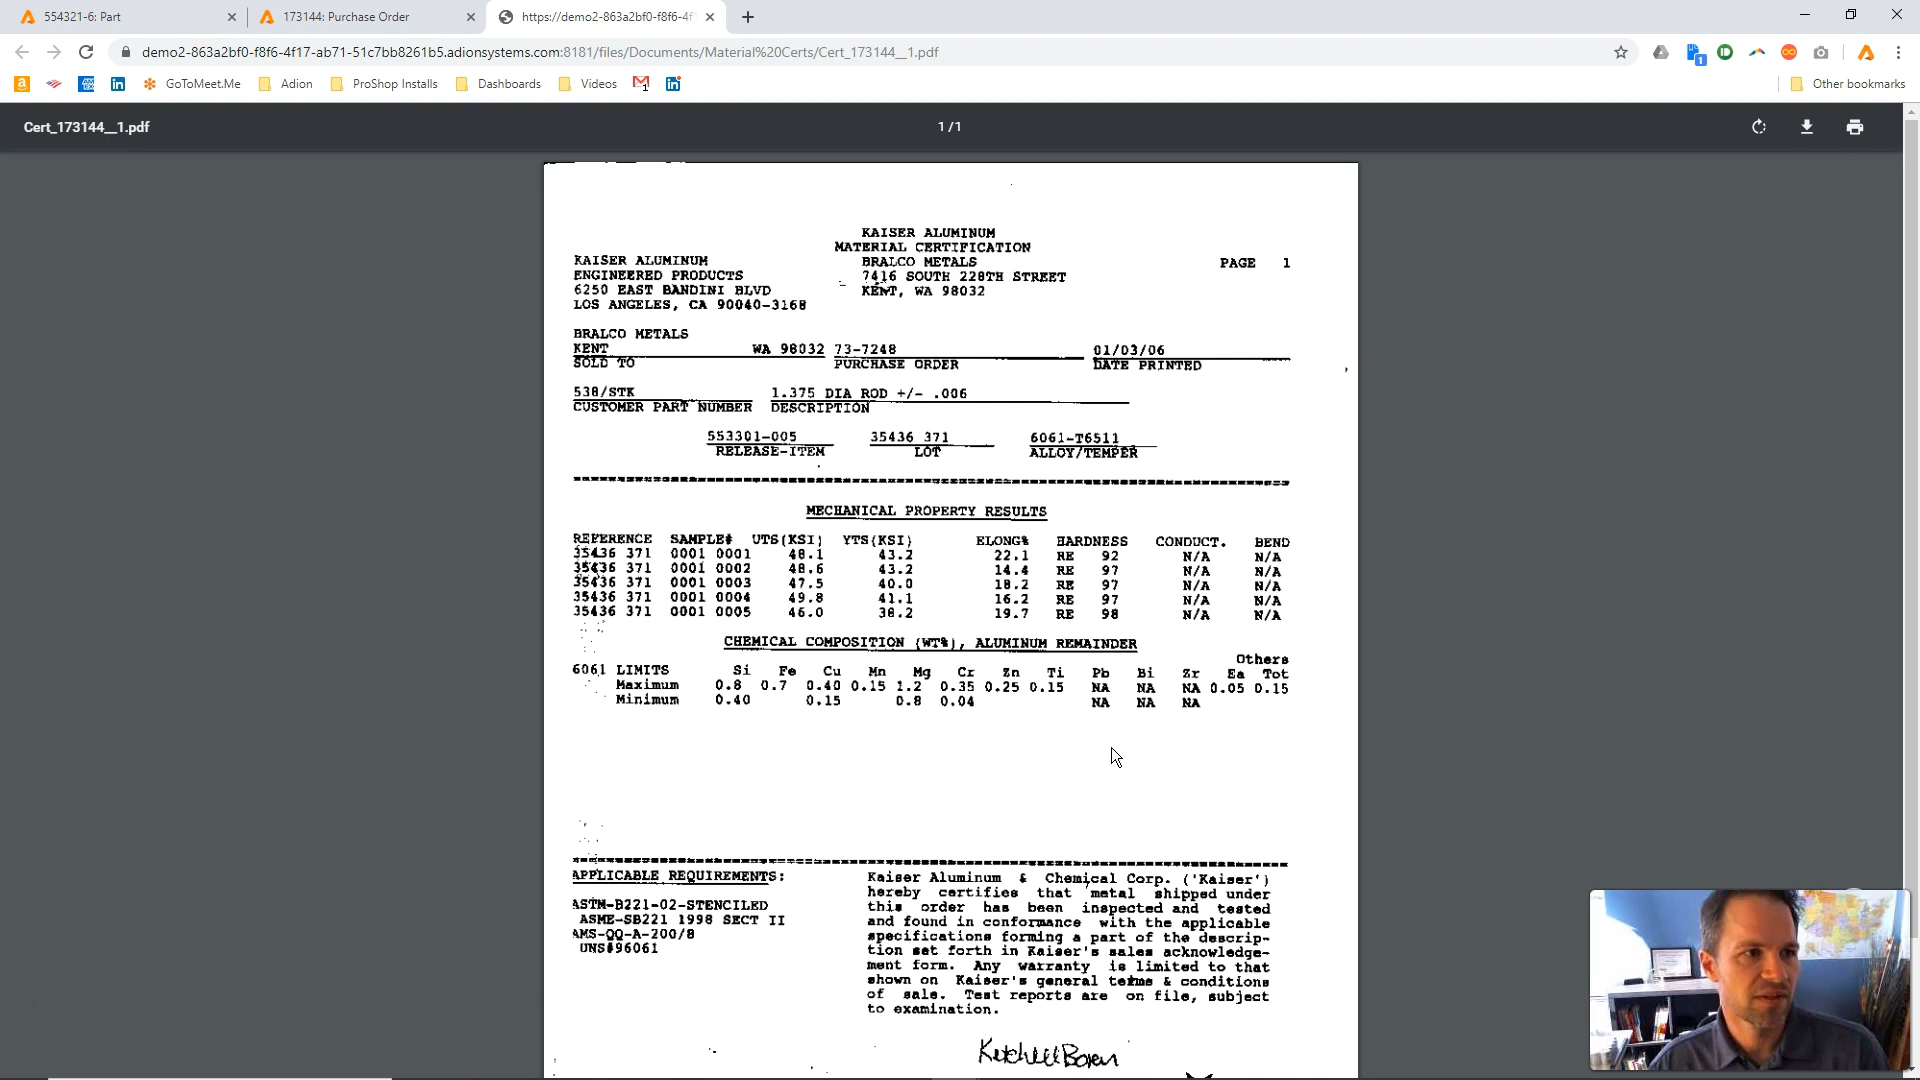 554321-6: Part
173144: Purchase Order
https://demo2-863a2bf0-f8f6-4f1
demo2-863a2bf0-f8f6-4f17-ab71-51c7bb8261b5.adionsystems.com:8181/files/Documents/Material%20Certs/Cert_173144__1.pdf
GoToMeet.Me
Adion
ProShop Installs
Dashboards
Videos
Other bookmarks
Cert_173144__1.pdf
1 / 1
KAISER ALUMINUM
MATERIAL CERTIFICATION
KAISER ALUMINUM BRALCO METALS PAGE 1
ENGINEERED PRODUCTS 7416 SOUTH 228TH STREET
6250 EAST BANDINI BLVD KENT, WA 98032
LOS ANGELES, CA 90040-3168
BRALCO METALS
KENT WA 98032 73-7248 01/03/06
SOLD TO PURCHASE ORDER DATE PRINTED
538/STK 1.375 DIA ROD +/- .006
CUSTOMER PART NUMBER DESCRIPTION
553301-005 35436 371 6061-T6511
RELEASE-ITEM LOT ALLOY/TEMPER
MECHANICAL PROPERTY RESULTS
REFERENCE SAMPLE# UTS(KSI) YTS(KSI) ELONG% HARDNESS CONDUCT. BEND
35436 371 0001 0001 48.1 43.2 22.1 RE 92 N/A N/A
35436 371 0001 0002 48.6 43.2 14.4 RE 97 N/A N/A
35436 371 0001 0003 47.5 40.0 18.2 RE 97 N/A N/A
35436 371 0001 0004 49.8 41.1 16.2 RE 97 N/A N/A
35436 371 0001 0005 46.0 38.2 19.7 RE 98 N/A N/A
CHEMICAL COMPOSITION (WT%), ALUMINUM REMAINDER
Others
6061 LIMITS Si Fe Cu Mn Mg Cr Zn Ti Pb Bi Zr Ea Tot
Maximum 0.8 0.7 0.40 0.15 1.2 0.35 0.25 0.15 NA NA NA 0.05 0.15
Minimum 0.40 0.15 0.8 0.04 NA NA NA
APPLICABLE REQUIREMENTS:
ASTM-B221-02-STENCILED
ASME-SB221 1998 SECT II
AMS-QQ-A-200/8
UNS#96061
Kaiser Aluminum & Chemical Corp. ('Kaiser')
hereby certifies that metal shipped under
this order has been inspected and tested
and found in conformance with the applicable
specifications forming a part of the descrip-
tion set forth in Kaiser's sales acknowledge-
ment form. Any warranty is limited to that
shown on Kaiser's general terms & conditions
of sale. Test reports are on file, subject
to examination.